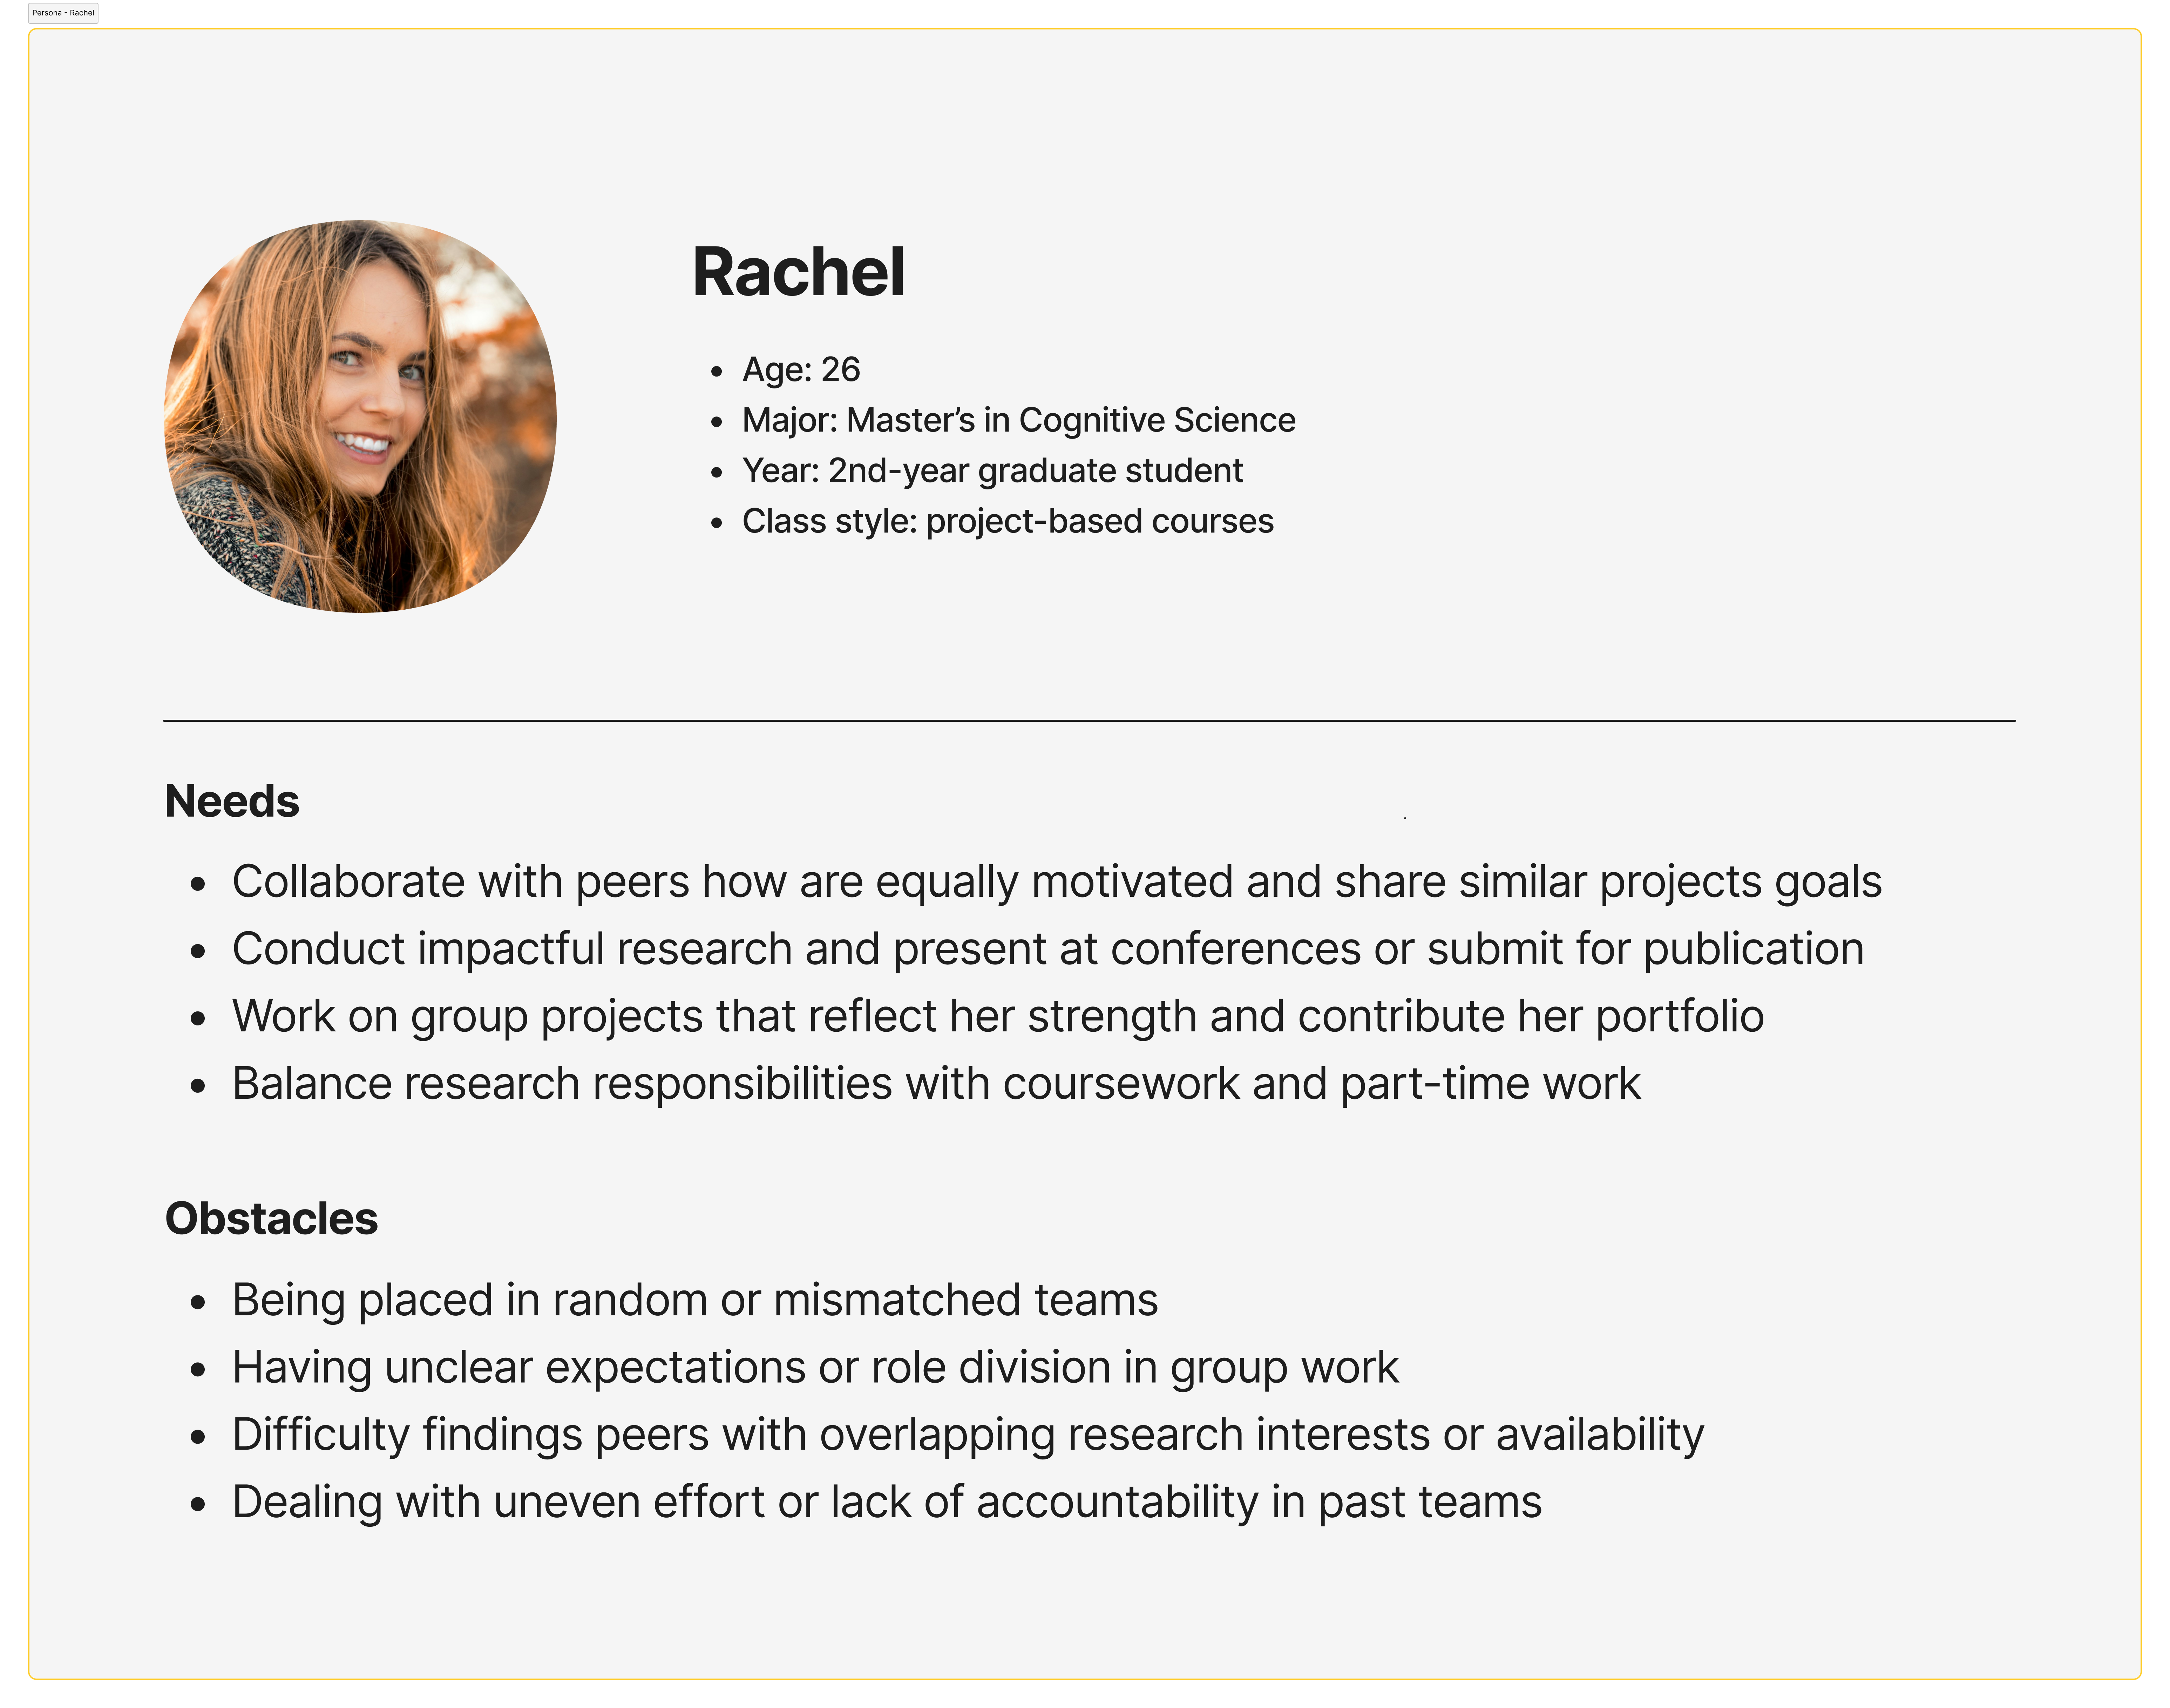 Persona - Rachel
Rachel
• Age: 26
• Major: Master’s in Cognitive Science
• Year: 2nd-year graduate student
• Class style: project-based courses
Needs
• Collaborate with peers how are equally motivated and share similar projects goals
• Conduct impactful research and present at conferences or submit for publication
• Work on group projects that reflect her strength and contribute her portfolio
• Balance research responsibilities with coursework and part-time work
Obstacles
• Being placed in random or mismatched teams
• Having unclear expectations or role division in group work
• Difficulty findings peers with overlapping research interests or availability
• Dealing with uneven effort or lack of accountability in past teams